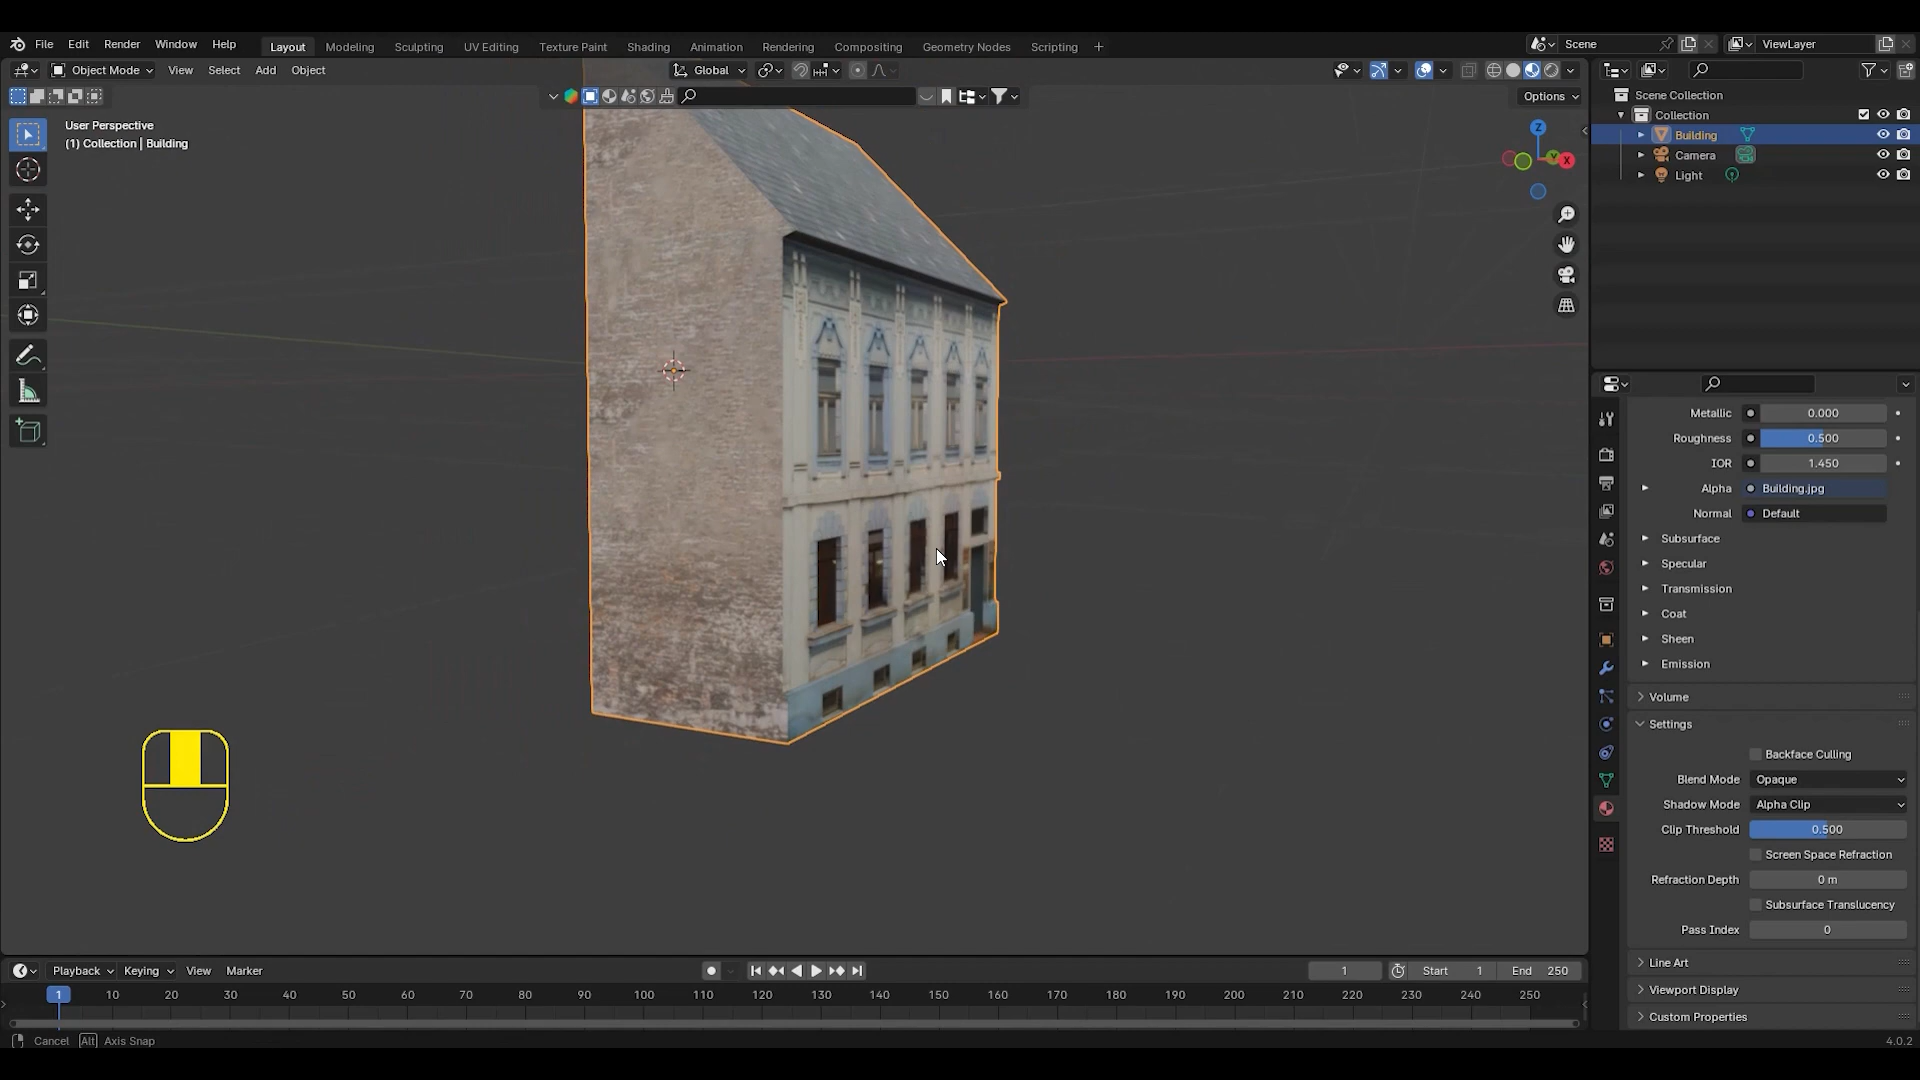 File Edit Render Window Help Layout Modeling Sculpting UV Editing Texture Paint Shading Animation Rendering Compositing Geometry Nodes Scripting + Scene ViewLayer
Object Mode View Select Add Object Global
Options
User Perspective
(1) Collection | Building
Z
Y
X
Scene Collection
Collection
Building
Camera
Light
Metallic 0.000
Roughness 0.500
IOR 1.450
Alpha Building.jpg
Normal Default
Subsurface
Specular
Transmission
Coat
Sheen
Emission
Volume
Settings
Backface Culling
Blend Mode Opaque
Shadow Mode Alpha Clip
Clip Threshold 0.500
Screen Space Refraction
Refraction Depth 0 m
Subsurface Translucency
Pass Index 0
Line Art
Viewport Display
Custom Properties
Playback Keying View Marker 1 Start 1 End 250
1 10 20 30 40 50 60 70 80 90 100 110 120 130 140 150 160 170 180 190 200 210 220 230 240 250
Cancel Alt Axis Snap 4.0.2